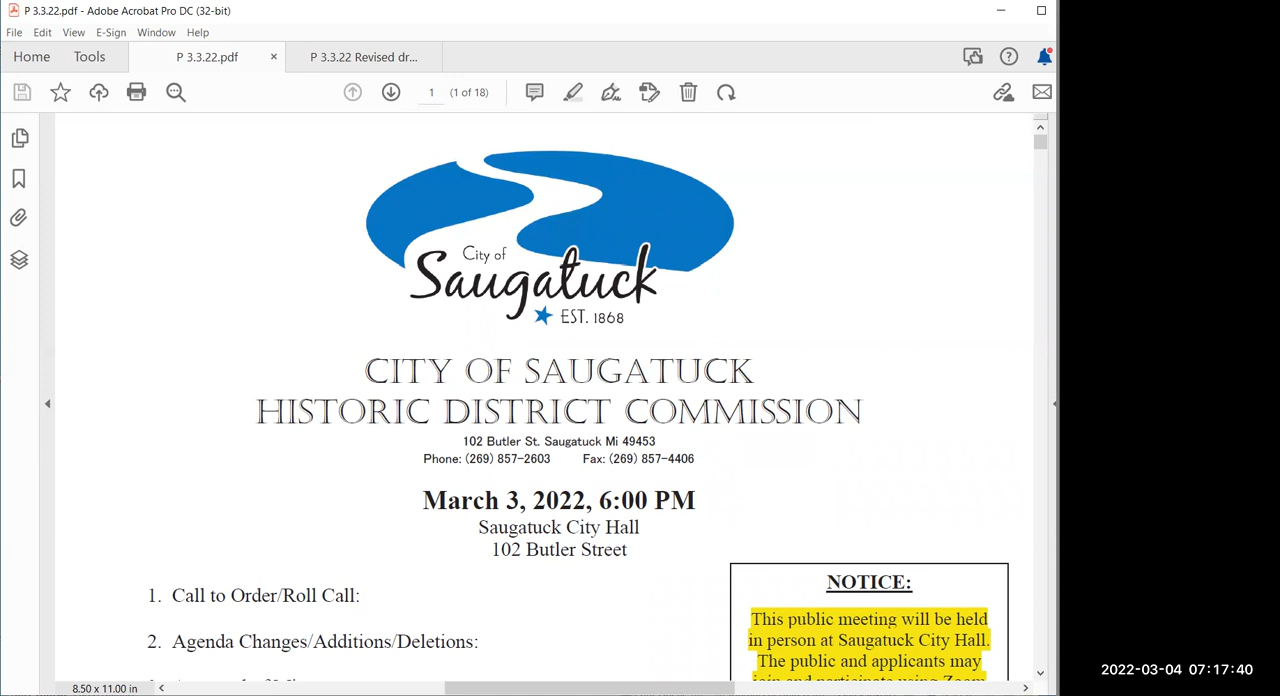 P 3.3.22.pdf - Adobe Acrobat Pro DC (32-bit)
File Edit View E-Sign Window Help
Home Tools P 3.3.22.pdf × P 3.3.22 Revised dr...
1 (1 of 18)
City of
Saugatuck
EST. 1868
CITY OF SAUGATUCK
HISTORIC DISTRICT COMMISSION
102 Butler St. Saugatuck Mi 49453
Phone: (269) 857-2603 Fax: (269) 857-4406
March 3, 2022, 6:00 PM
Saugatuck City Hall
102 Butler Street
1. Call to Order/Roll Call:
2. Agenda Changes/Additions/Deletions:
NOTICE:
This public meeting will be held
in person at Saugatuck City Hall.
The public and applicants may
join and participate using Zoom
8.50 x 11.00 in
2022-03-04 07:17:40